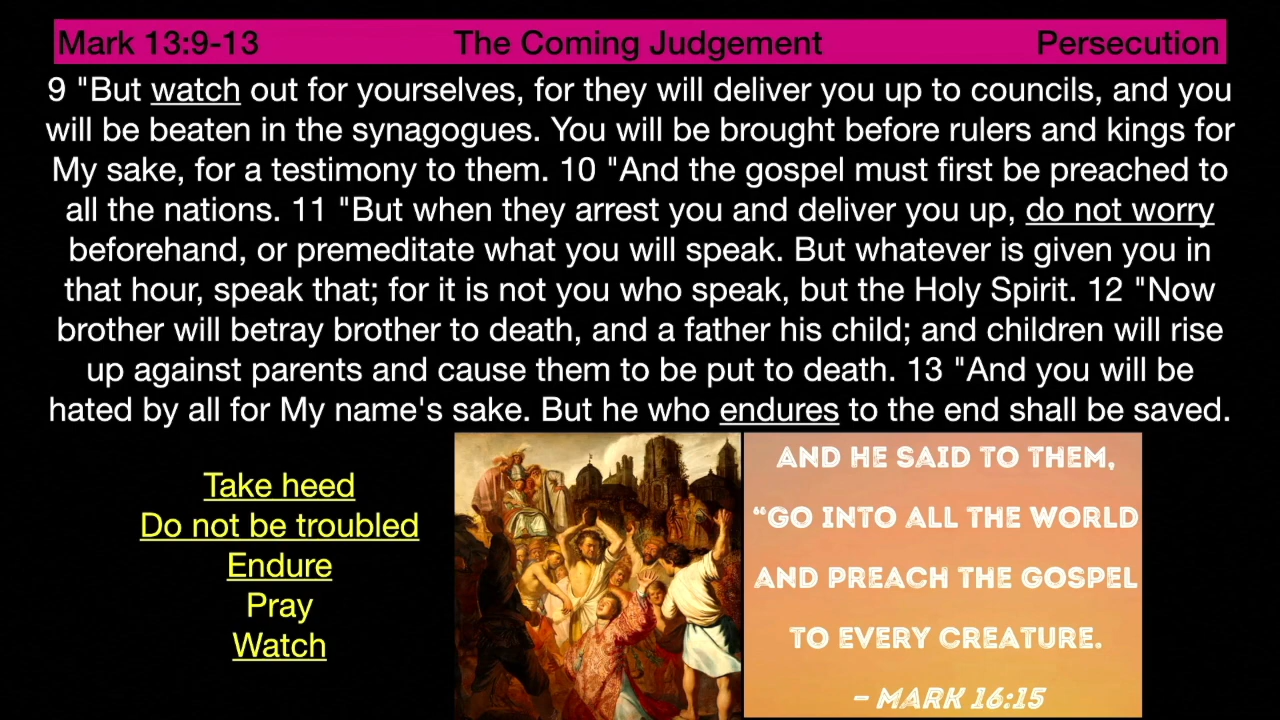 Mark 13:9-13 The Coming Judgement Persecution
9 "But watch out for yourselves, for they will deliver you up to councils, and you
will be beaten in the synagogues. You will be brought before rulers and kings for
My sake, for a testimony to them. 10 "And the gospel must first be preached to
all the nations. 11 "But when they arrest you and deliver you up, do not worry
beforehand, or premeditate what you will speak. But whatever is given you in
that hour, speak that; for it is not you who speak, but the Holy Spirit. 12 "Now
brother will betray brother to death, and a father his child; and children will rise
up against parents and cause them to be put to death. 13 "And you will be
hated by all for My name's sake. But he who endures to the end shall be saved.
Take heed
Do not be troubled
Endure
Pray
Watch
AND HE SAID TO THEM,
“GO INTO ALL THE WORLD
AND PREACH THE GOSPEL
TO EVERY CREATURE.
– MARK 16:15